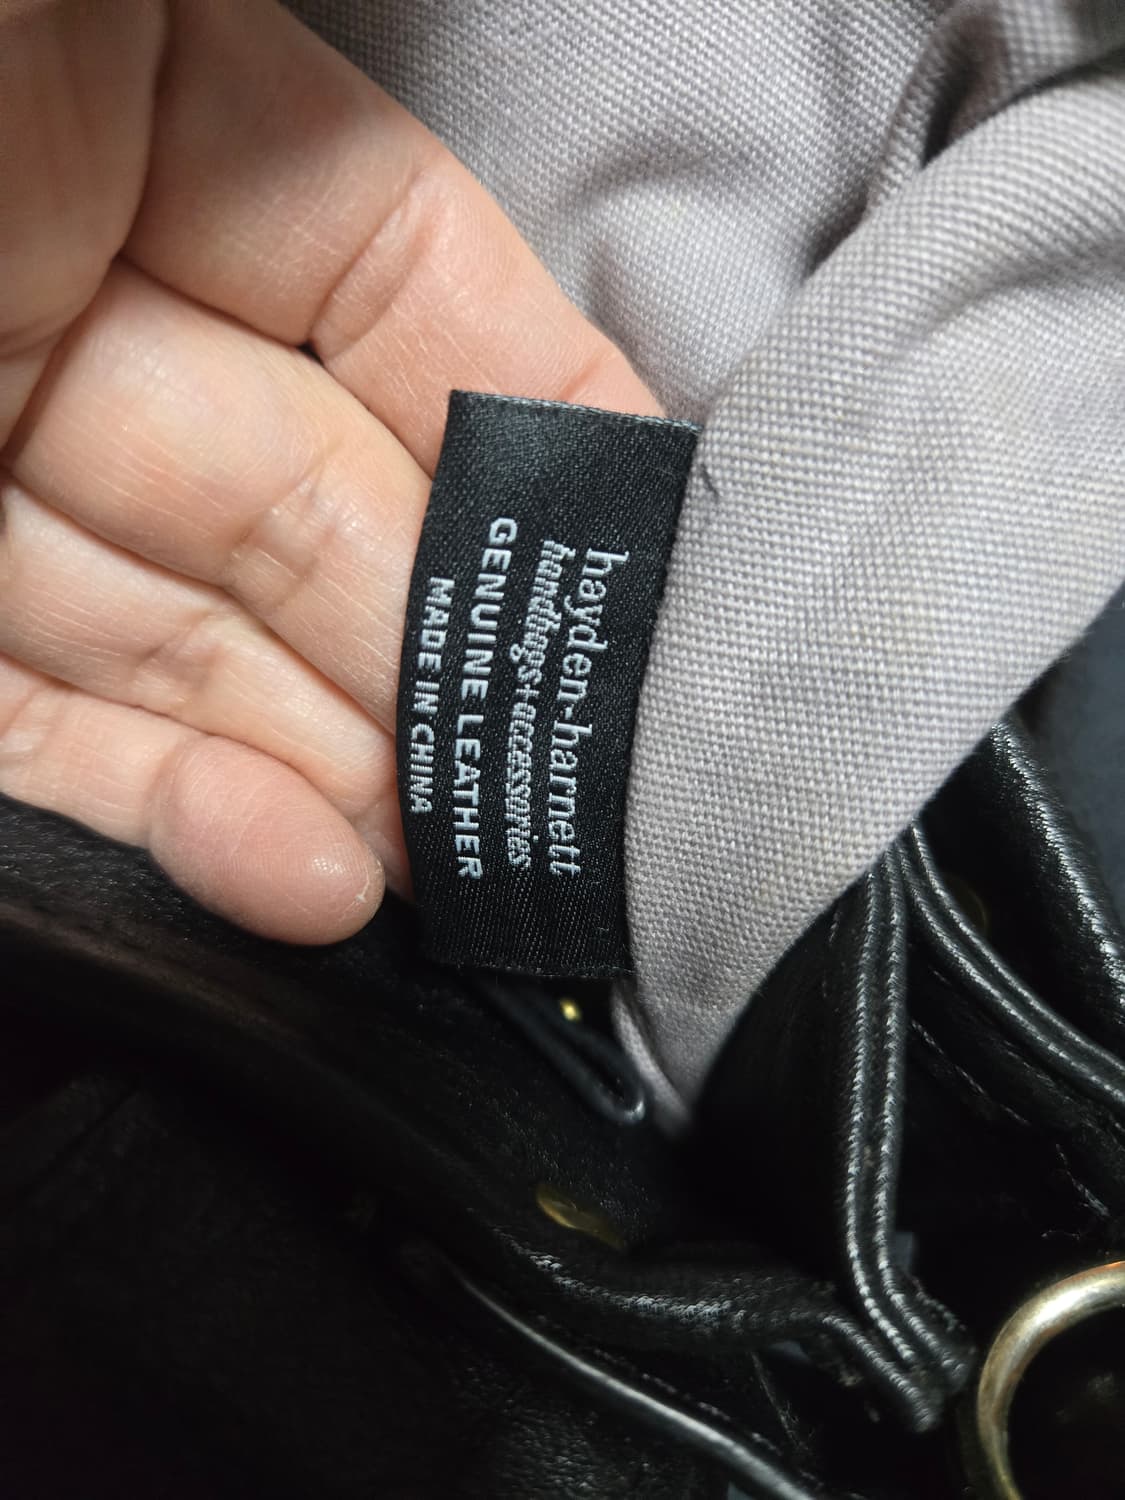 hayden-harnett
handbags+accessories
GENUINE LEATHER
MADE IN CHINA